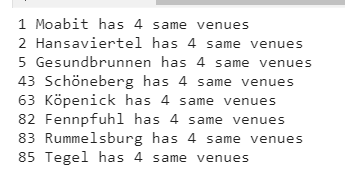 1 Moabit has 4 same venues
2 Hansaviertel has 4 same venues
5 Gesundbrunnen has 4 same venues
43 Schöneberg has 4 same venues
63 Köpenick has 4 same venues
82 Fennpfuhl has 4 same venues
83 Rummelsburg has 4 same venues
85 Tegel has 4 same venues